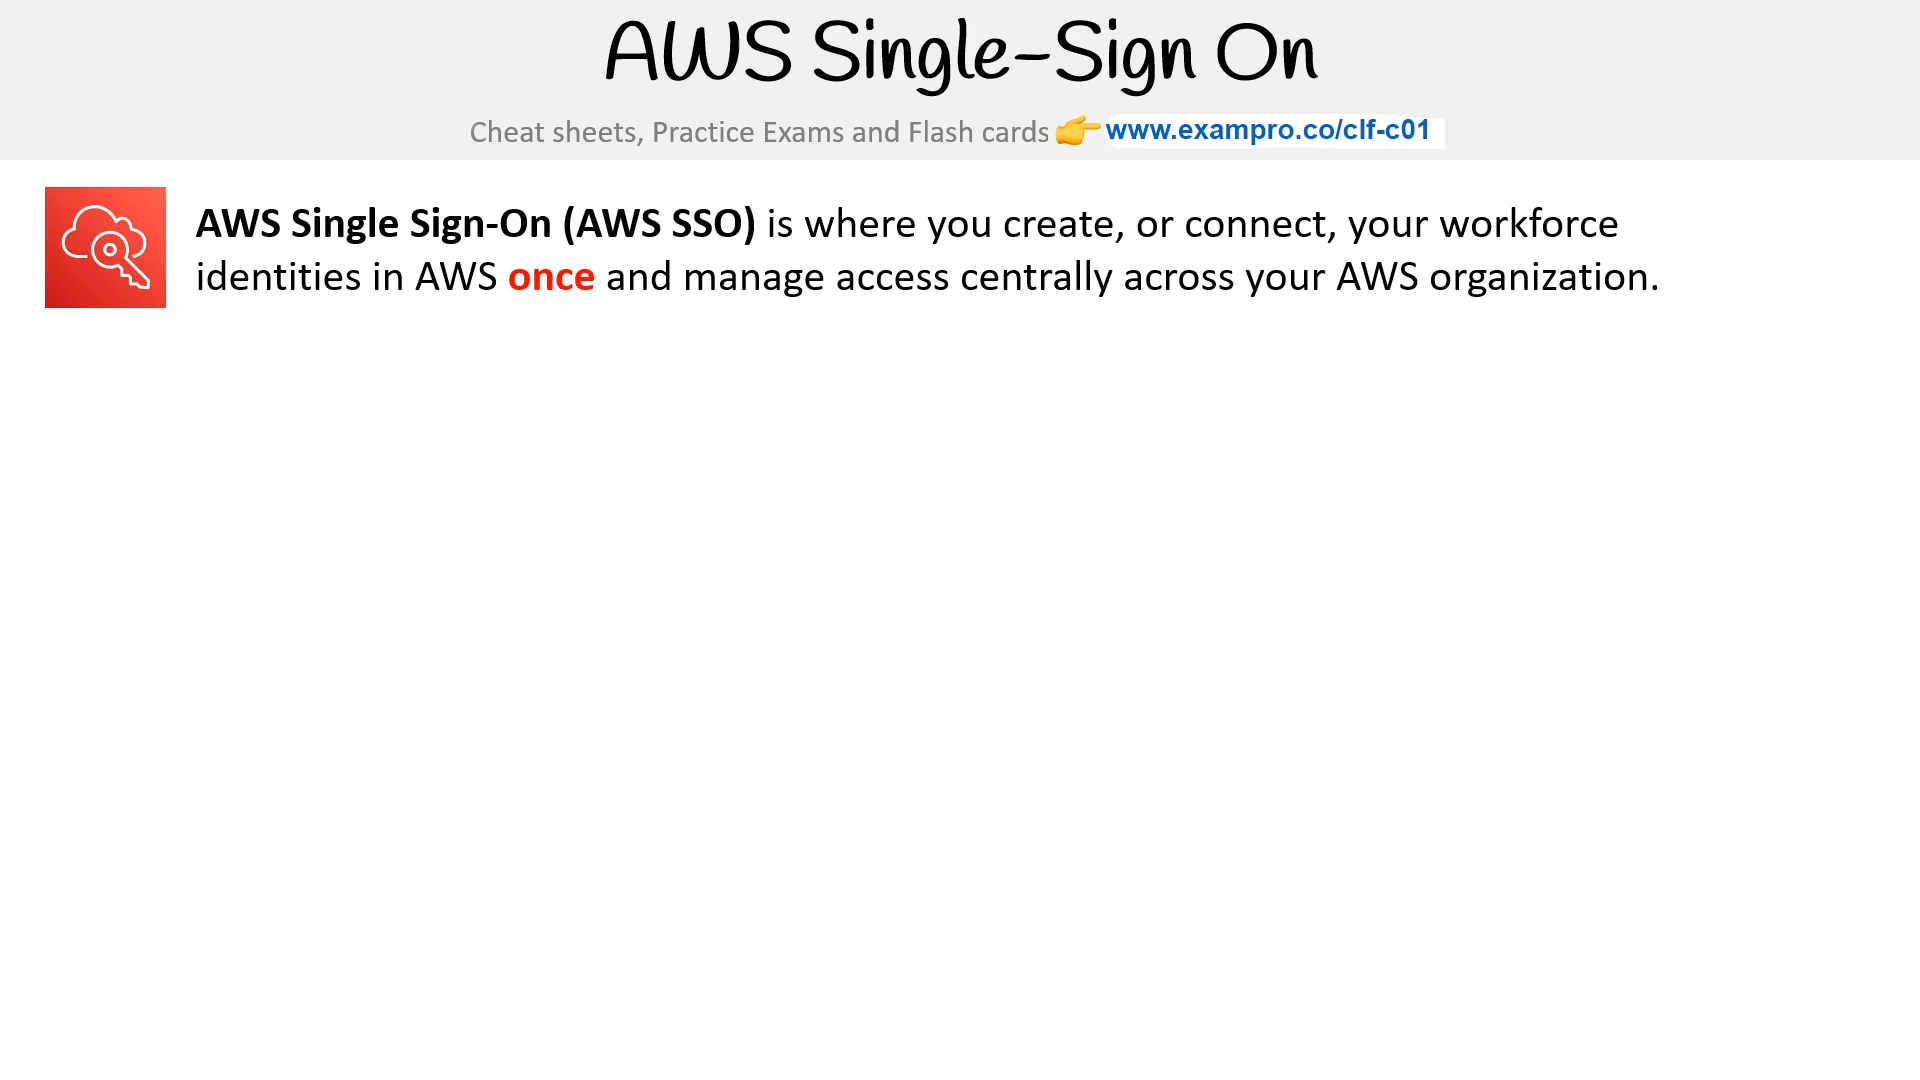 AWS Single-Sign On
Cheat sheets, Practice Exams and Flash cards 👉 www.exampro.co/clf-c01
AWS Single Sign-On (AWS SSO) is where you create, or connect, your workforce
identities in AWS once and manage access centrally across your AWS organization.